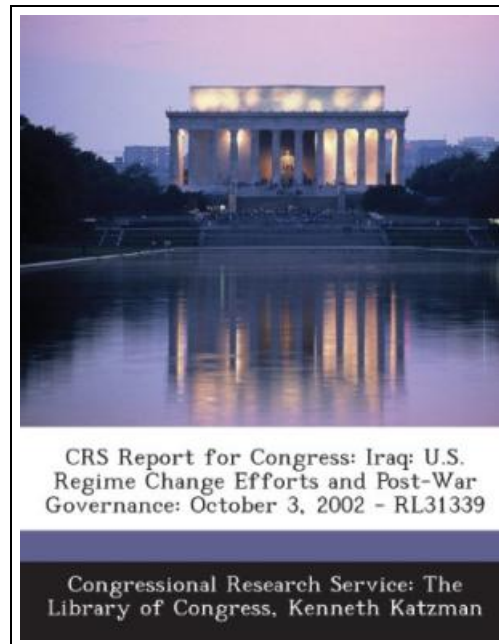 CRS Report for Congress: Iraq: U.S.
Regime Change Efforts and Post-War
Governance: October 3, 2002 - RL31339
Congressional Research Service: The
Library of Congress, Kenneth Katzman